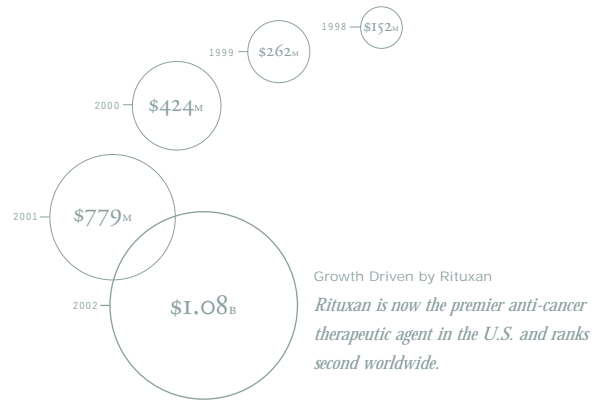 1998 $152M
1999 $262M
2000 $424M
2001 $779M
2002 $1.08B
Growth Driven by Rituxan
Rituxan is now the premier anti-cancer
therapeutic agent in the U.S. and ranks
second worldwide.